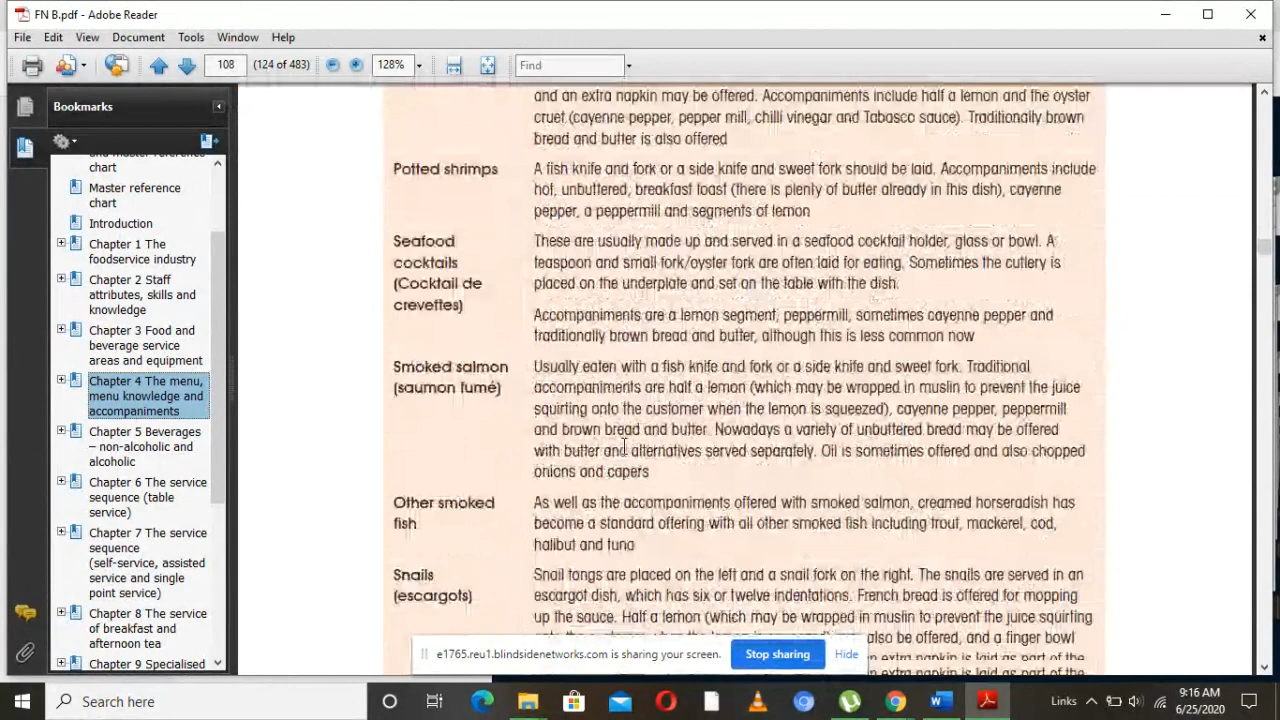 FN B.pdf - Adobe Reader
File Edit View Document Tools Window Help
108 (124 of 483) 128% Find
Bookmarks
and master reference
chart
Master reference
chart
Introduction
Chapter 1 The
foodservice industry
Chapter 2 Staff
attributes, skills and
knowledge
Chapter 3 Food and
beverage service
areas and equipment
Chapter 4 The menu,
menu knowledge and
accompaniments
Chapter 5 Beverages
– non-alcoholic and
alcoholic
Chapter 6 The service
sequence (table
service)
Chapter 7 The service
sequence
(self-service, assisted
service and single
point service)
Chapter 8 The service
of breakfast and
afternoon tea
Chapter 9 Specialised
and an extra napkin may be offered. Accompaniments include half a lemon and the oyster
cruet (cayenne pepper, pepper mill, chilli vinegar and Tabasco sauce). Traditionally brown
bread and butter is also offered
Potted shrimps
A fish knife and fork or a side knife and sweet fork should be laid. Accompaniments include
hot, unbuttered, breakfast toast (there is plenty of butter already in this dish), cayenne
pepper, a peppermill and segments of lemon
Seafood
cocktails
(Cocktail de
crevettes)
These are usually made up and served in a seafood cocktail holder, glass or bowl. A
teaspoon and small fork/oyster fork are often laid for eating. Sometimes the cutlery is
placed on the underplate and set on the table with the dish.
Accompaniments are a lemon segment, peppermill, sometimes cayenne pepper and
traditionally brown bread and butter, although this is less common now
Smoked salmon
(saumon fumé)
Usually eaten with a fish knife and fork or a side knife and sweet fork. Traditional
accompaniments are half a lemon (which may be wrapped in muslin to prevent the juice
squirting onto the customer when the lemon is squeezed), cayenne pepper, peppermill
and brown bread and butter. Nowadays a variety of unbuttered bread may be offered
with butter and alternatives served separately. Oil is sometimes offered and also chopped
onions and capers
Other smoked
fish
As well as the accompaniments offered with smoked salmon, creamed horseradish has
become a standard offering with all other smoked fish including trout, mackerel, cod,
halibut and tuna
Snails
(escargots)
Snail tongs are placed on the left and a snail fork on the right. The snails are served in an
escargot dish, which has six or twelve indentations. French bread is offered for mopping
up the sauce. Half a lemon (which may be wrapped in muslin to prevent the juice squirting
also be offered, and a finger bowl
an extra napkin is laid as part of the
e1765.reu1.blindsidenetworks.com is sharing your screen. Stop sharing Hide
Search Links 9:16 AM
6/25/2020